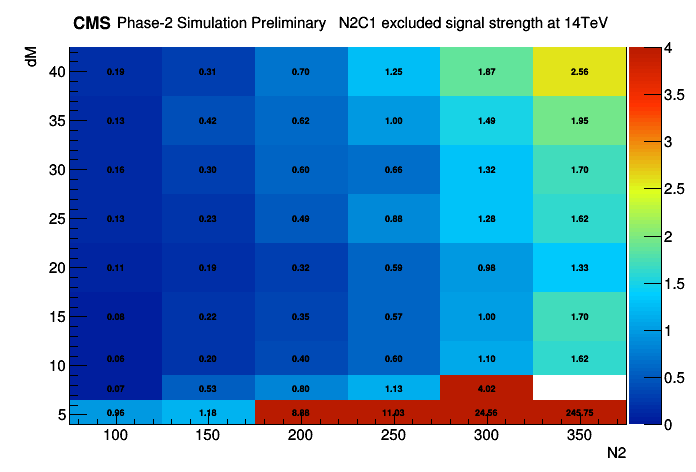 CMS Phase-2 Simulation Preliminary N2C1 excluded signal strength at 14TeV
dM
40 0.19 0.31 0.70 1.25 1.87 2.56
35 0.13 0.42 0.62 1.00 1.49 1.95
30 0.16 0.30 0.60 0.66 1.32 1.70
25 0.13 0.23 0.49 0.88 1.28 1.62
20 0.11 0.19 0.32 0.59 0.98 1.33
15 0.08 0.22 0.35 0.57 1.00 1.70
10 0.06 0.20 0.40 0.60 1.10 1.62
0.07 0.53 0.80 1.13 4.02
5 0.96 1.18 8.88 11.03 24.56 245.75
100 150 200 250 300 350
N2
4
3.5
3
2.5
2
1.5
1
0.5
0